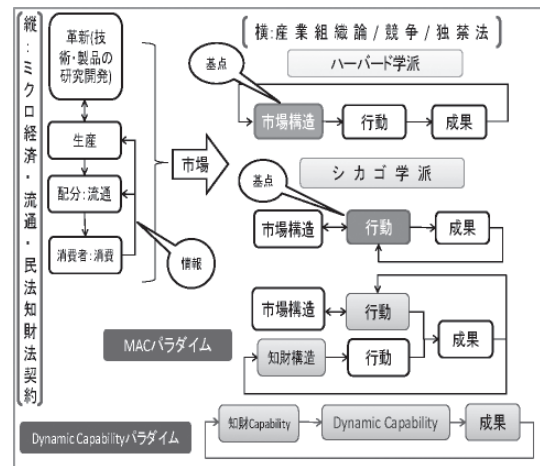 縦:ミクロ経済・流通・民法知財法契約
革新(技
術・製品の
研究開発)
生産
配分:流通
消費者:消費
情報
市場
横:産業組織論/競争/独禁法
ハーバード学派
基点
市場構造
行動
成果
シカゴ学派
基点
市場構造
行動
成果
MACパラダイム
市場構造
行動
知財構造
行動
成果
Dynamic Capabilityパラダイム
知財Capability
Dynamic Capability
成果